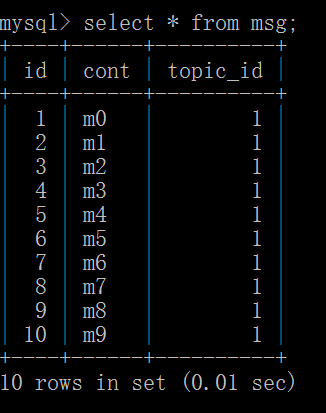 mysql> select * from msg;
+----+------+----------+
| id | cont | topic_id |
+----+------+----------+
|  1 | m0   |        1 |
|  2 | m1   |        1 |
|  3 | m2   |        1 |
|  4 | m3   |        1 |
|  5 | m4   |        1 |
|  6 | m5   |        1 |
|  7 | m6   |        1 |
|  8 | m7   |        1 |
|  9 | m8   |        1 |
| 10 | m9   |        1 |
+----+------+----------+
10 rows in set (0.01 sec)